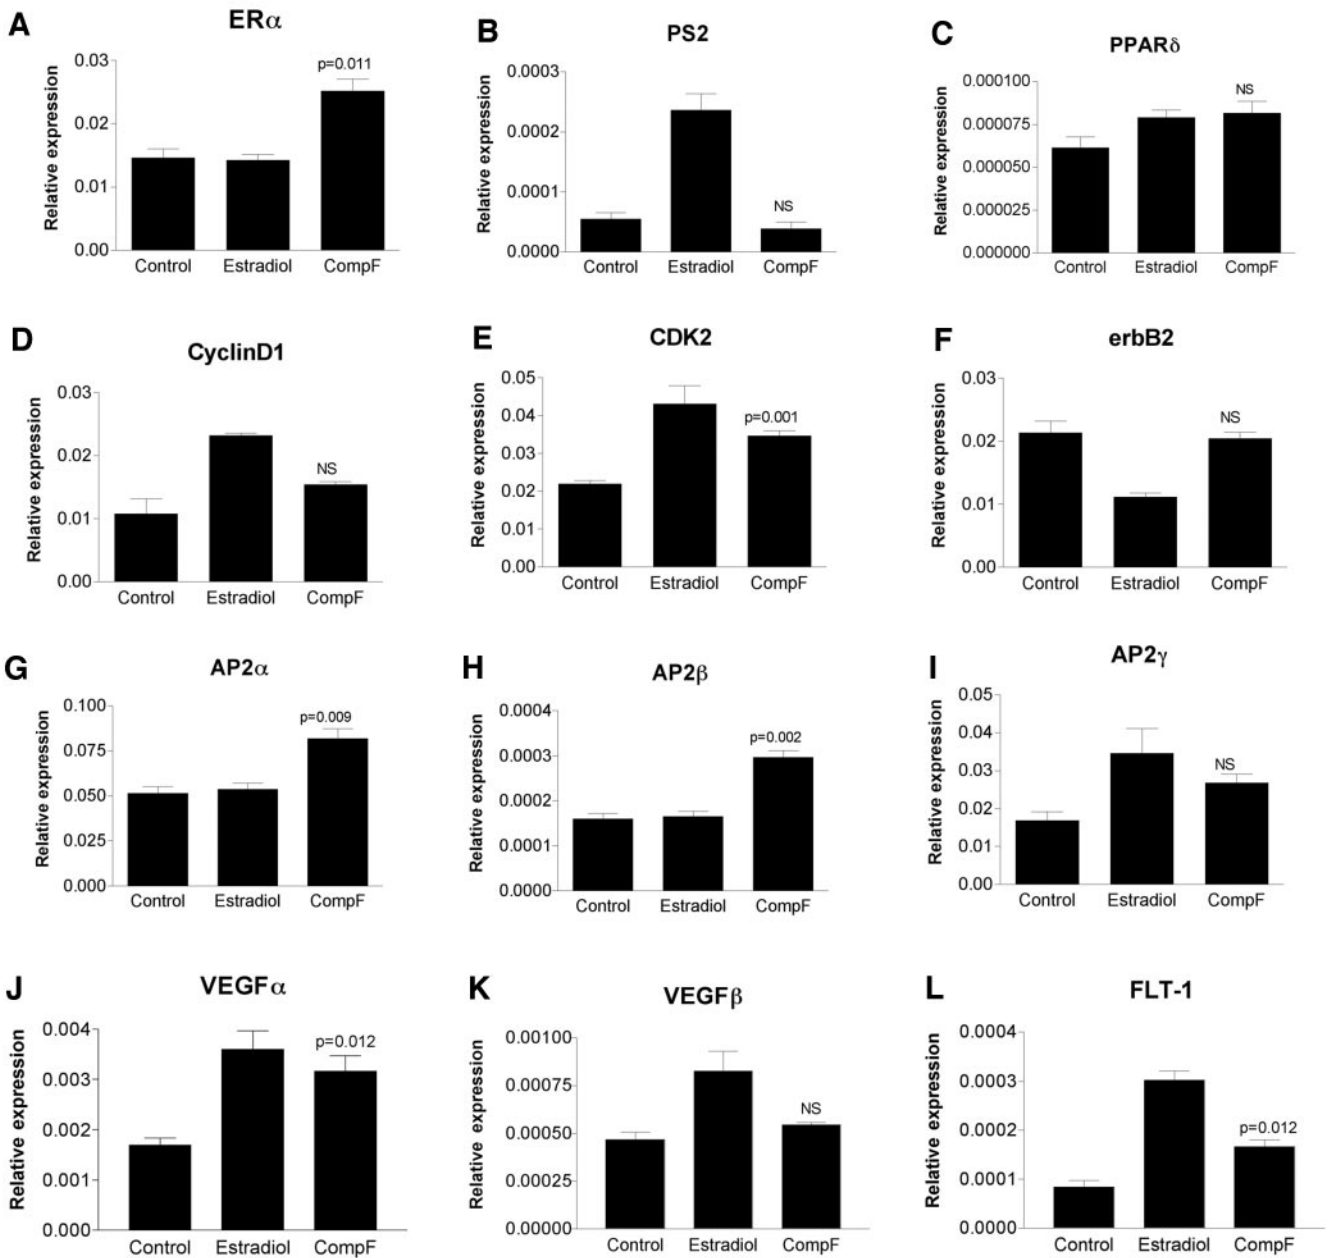 A
ERα
Relative expression
0.03
0.02
0.01
0.00
p=0.011
Control Estradiol CompF
B
PS2
Relative expression
0.0003
0.0002
0.0001
0.0000
NS
Control Estradiol CompF
C
PPARδ
Relative expression
0.000100
0.000075
0.000050
0.000025
0.000000
NS
Control Estradiol CompF
D
CyclinD1
Relative expression
0.03
0.02
0.01
0.00
NS
Control Estradiol CompF
E
CDK2
Relative expression
0.05
0.04
0.03
0.02
0.01
0.00
p=0.001
Control Estradiol CompF
F
erbB2
Relative expression
0.03
0.02
0.01
0.00
NS
Control Estradiol CompF
G
AP2α
Relative expression
0.100
0.075
0.050
0.025
0.000
p=0.009
Control Estradiol CompF
H
AP2β
Relative expression
0.0004
0.0003
0.0002
0.0001
0.0000
p=0.002
Control Estradiol CompF
I
AP2γ
Relative expression
0.05
0.04
0.03
0.02
0.01
0.00
NS
Control Estradiol CompF
J
VEGFα
Relative expression
0.004
0.003
0.002
0.001
0.000
p=0.012
Control Estradiol CompF
K
VEGFβ
Relative expression
0.00100
0.00075
0.00050
0.00025
0.00000
NS
Control Estradiol CompF
L
FLT-1
Relative expression
0.0004
0.0003
0.0002
0.0001
0.0000
p=0.012
Control Estradiol CompF